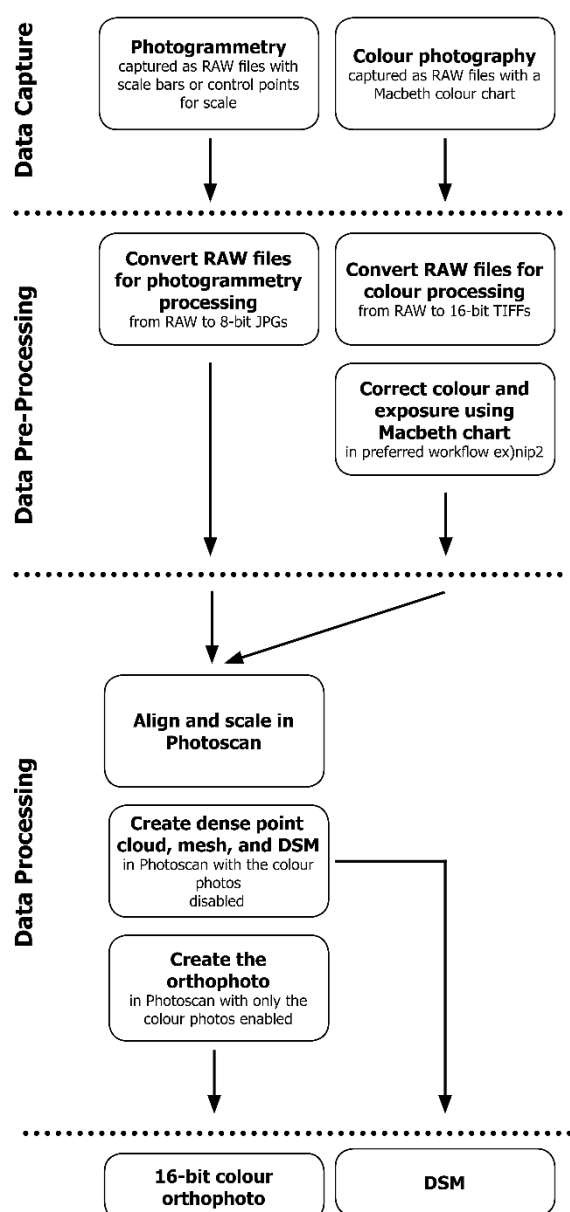 Data Capture
Photogrammetry
captured as RAW files with
scale bars or control points
for scale
Colour photography
captured as RAW files with a
Macbeth colour chart
Data Pre-Processing
Convert RAW files
for photogrammetry
processing
from RAW to 8-bit JPGs
Convert RAW files for
colour processing
from RAW to 16-bit TIFFs
Correct colour and
exposure using
Macbeth chart
in preferred workflow ex)nip2
Data Processing
Align and scale in
Photoscan
Create dense point
cloud, mesh, and DSM
in Photoscan with the colour
photos
disabled
Create the
orthophoto
in Photoscan with only the
colour photos enabled
16-bit colour
orthophoto
DSM